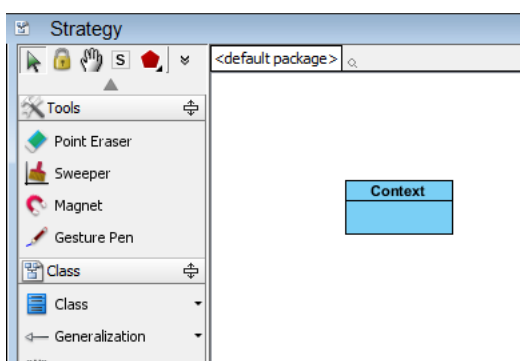 Strategy
S
<default package>
Tools
Point Eraser
Sweeper
Magnet
Gesture Pen
Class
Class
Generalization
Context